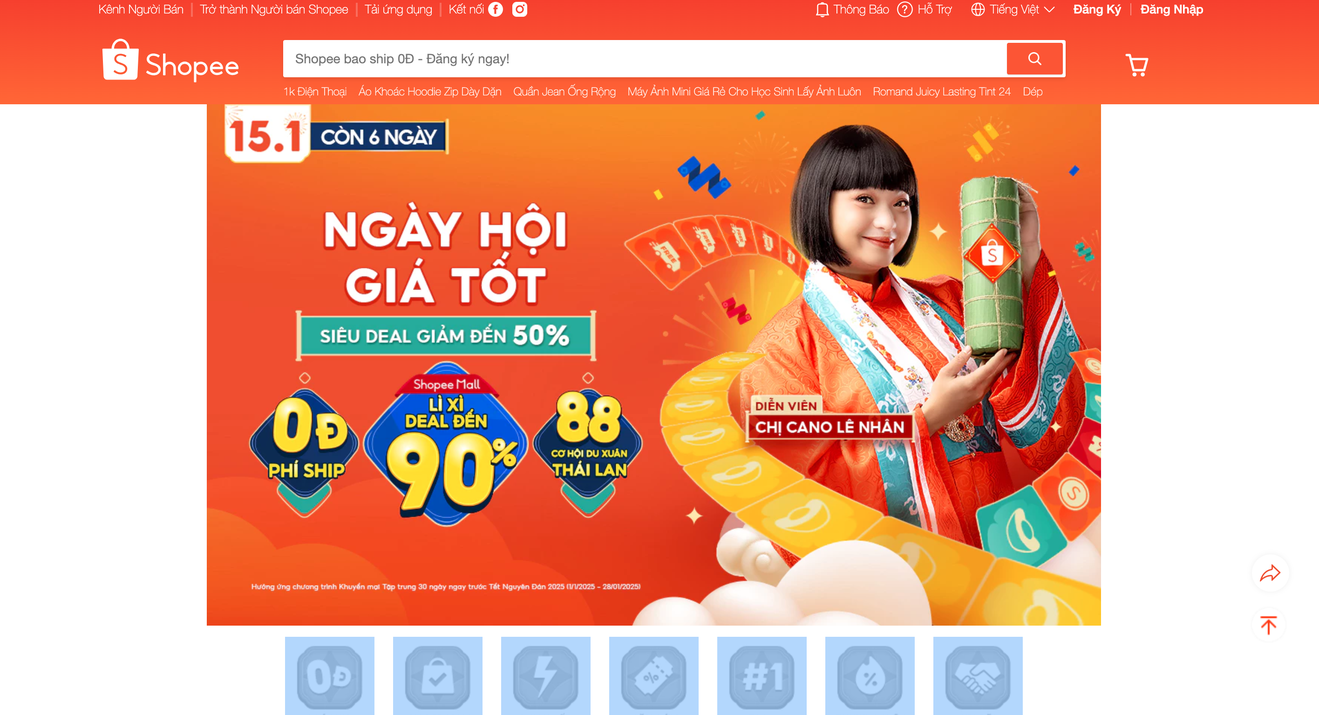 Kênh Người Bán | Trở thành Người bán Shopee | Tải ứng dụng | Kết nối
Thông Báo Hỗ Trợ Tiếng Việt Đăng Ký | Đăng Nhập
S Shopee
Shopee bao ship 0Đ - Đăng ký ngay!
1k Điện Thoại Áo Khoác Hoodie Zip Dày Dặn Quần Jean Ống Rộng Máy Ảnh Mini Giá Rẻ Cho Học Sinh Lấy Ảnh Luôn Romand Juicy Lasting Tint 24 Dép
15.1 CÒN 6 NGÀY
NGÀY HỘI
GIÁ TỐT
SIÊU DEAL GIẢM ĐẾN 50%
0Đ
PHÍ SHIP
Shopee Mall
LÌ XÌ
DEAL ĐẾN
90%
88
CƠ HỘI DU XUÂN
THÁI LAN
S
DIỄN VIÊN
CHỊ CANO LÊ NHÂN
Hưởng ứng chương trình Khuyến mại Tập trung 30 ngày ngay trước Tết Nguyên Đán 2025 (1/1/2025 - 28/01/2025)
0Đ
%
#1
%